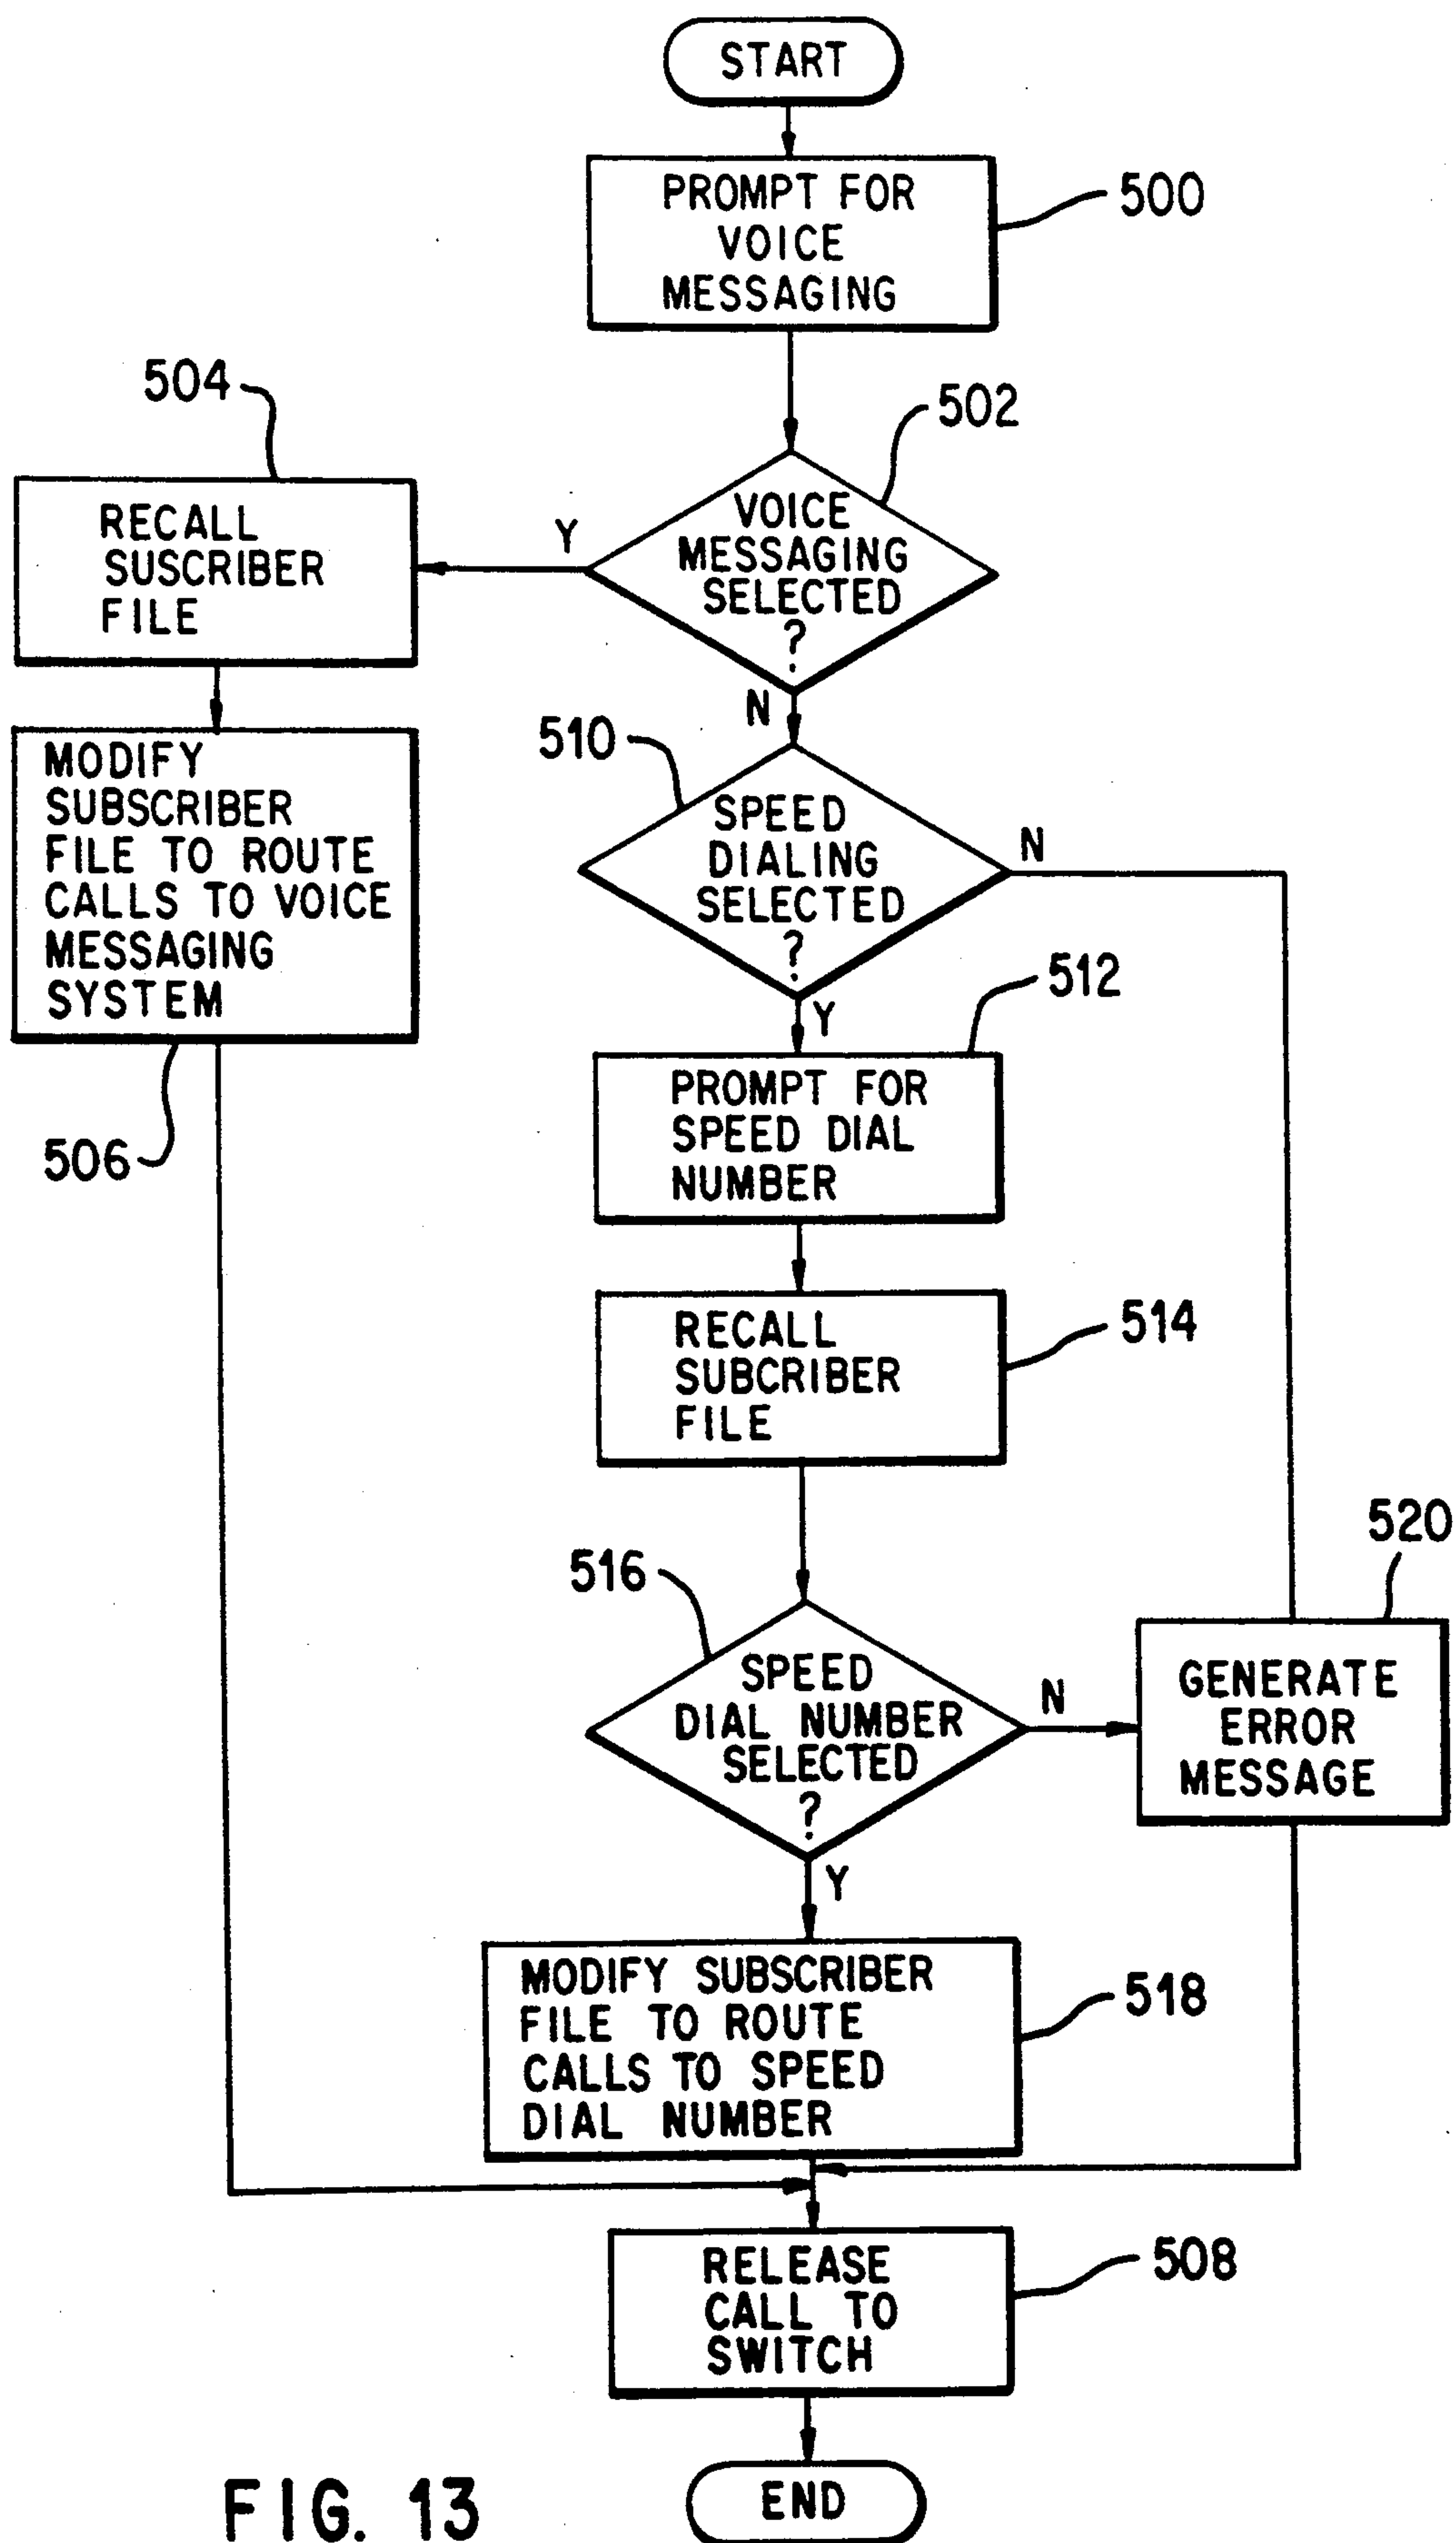 START
PROMPT FOR
VOICE
MESSAGING
500
504
502
RECALL
SUSCRIBER
FILE
Y
VOICE
MESSAGING
SELECTED
?
N
MODIFY
SUBSCRIBER
FILE TO ROUTE
CALLS TO VOICE
MESSAGING
SYSTEM
506
510
SPEED
DIALING
SELECTED
?
N
Y
512
PROMPT FOR
SPEED DIAL
NUMBER
RECALL
SUBCRIBER
FILE
514
516
SPEED
DIAL NUMBER
SELECTED
?
N
Y
520
GENERATE
ERROR
MESSAGE
MODIFY SUBSCRIBER
FILE TO ROUTE
CALLS TO SPEED
DIAL NUMBER
518
RELEASE
CALL TO
SWITCH
508
END
FIG. 13